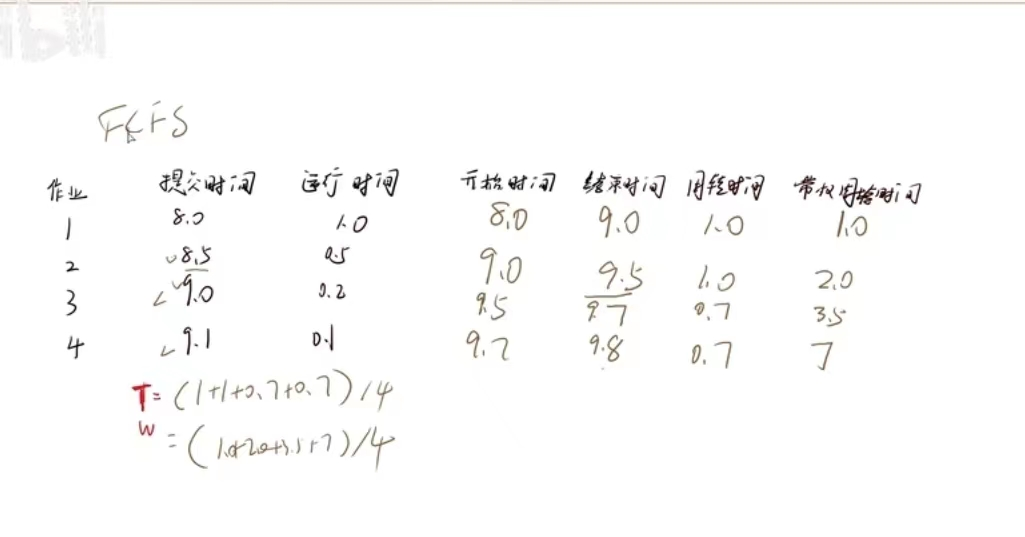 FCFS
作业 提交时间 运行时间 开始时间 结束时间 周转时间 带权周转时间
1 8.0 1.0 8.0 9.0 1.0 1.0
2 8.5 0.5 9.0 9.5 1.0 2.0
3 9.0 0.2 9.5 9.7 0.7 3.5
4 9.1 0.1 9.7 9.8 0.7 7
T = (1+1+0.7+0.7)/4
W = (1.0+2.0+3.5+7)/4